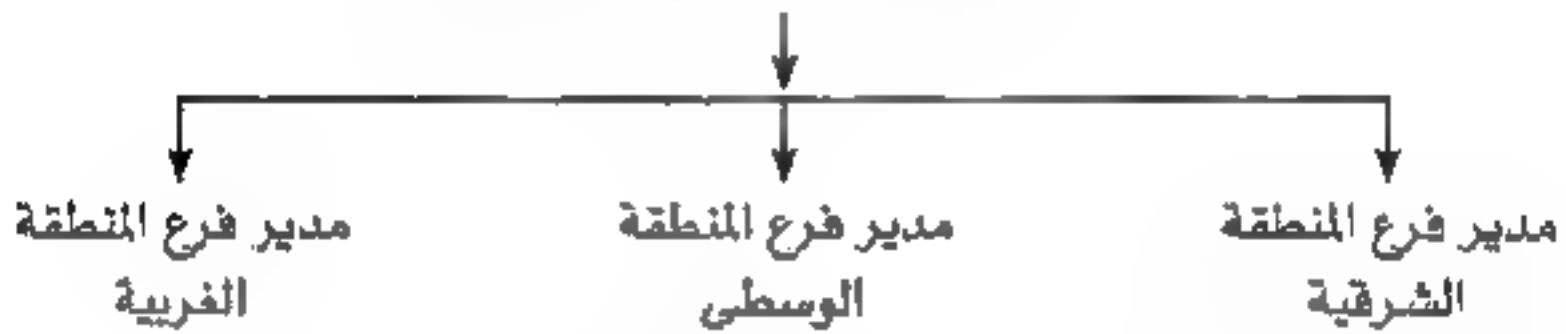 مدير فرع المنطقة
الشرقية
مدير فرع المنطقة
الوسطى
مدير فرع المنطقة
الغربية